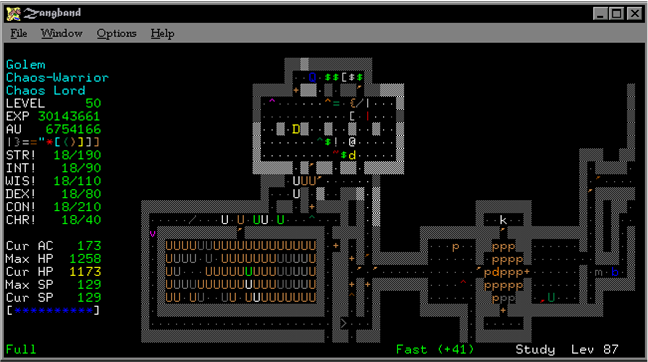 Zangband
File Window Options Help
Golem
Chaos-Warrior
Chaos Lord
LEVEL 50
EXP 30143661
AU 6754166
STR! 18/190
INT! 18/90
WIS! 18/110
DEX! 18/80
CON! 18/210
CHR! 18/40
Cur AC 173
Max HP 1258
Cur HP 1173
Max SP 129
Cur SP 129
[**********]
Full Fast (+41) Study Lev 87